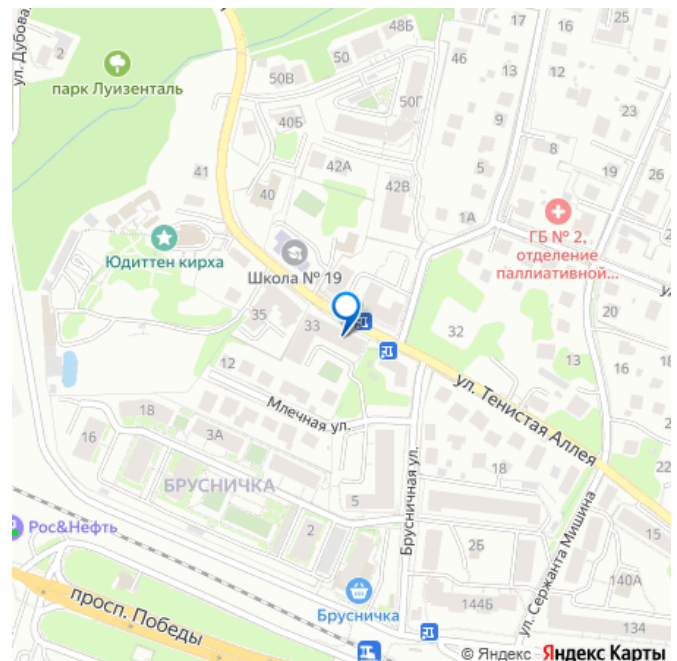 48Б
16
25
ул. Дубова
2
50
46
17
13
12
парк Луизенталь
50В
50Г
23
40Б
9
8
41
42А
5
19
26
40
42В
1А
ГБ № 2,
отделение
паллиативной...
Юдиттен кирха
Школа № 19
20
35
33
32
16
12
13
18
ул. Тенистая Аллея
Млечная ул.
18
3А
16
БРУСНИЧКА
18
22
5
Брусничная ул.
Рос&Нефть
2
2Б
ул. Сержанта Мишина
15
140А
просп. Победы
Брусничка
144Б
134
© Яндекс Яндекс Карты